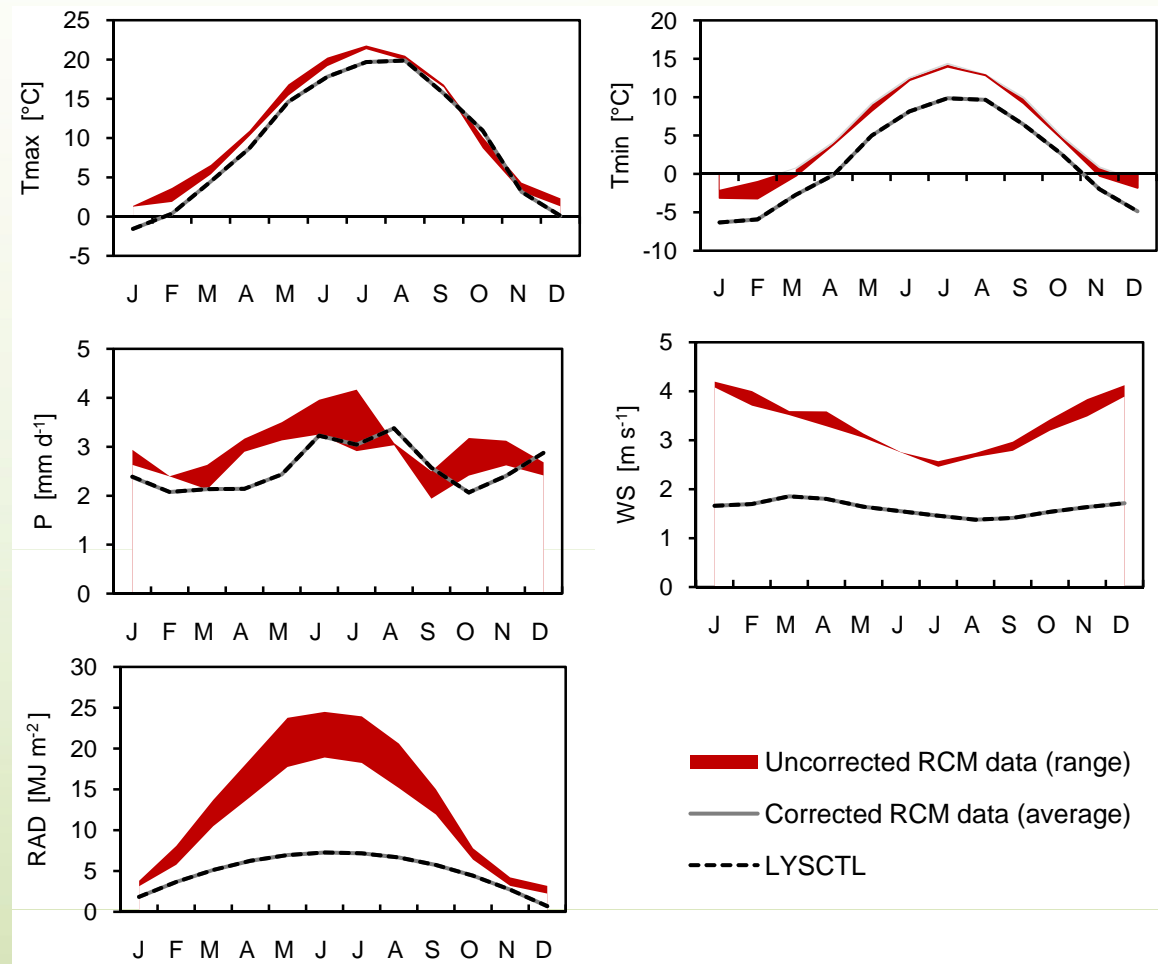 Tmax [°C]
25
20
15
10
5
0
-5
J F M A M J J A S O N D
Tmin [°C]
20
15
10
5
0
-5
-10
J F M A M J J A S O N D
P [mm d-1]
5
4
3
2
1
0
J F M A M J J A S O N D
WS [m s-1]
5
4
3
2
1
0
J F M A M J J A S O N D
RAD [MJ m-2]
30
25
20
15
10
5
0
J F M A M J J A S O N D
Uncorrected RCM data (range)
Corrected RCM data (average)
LYSCTL